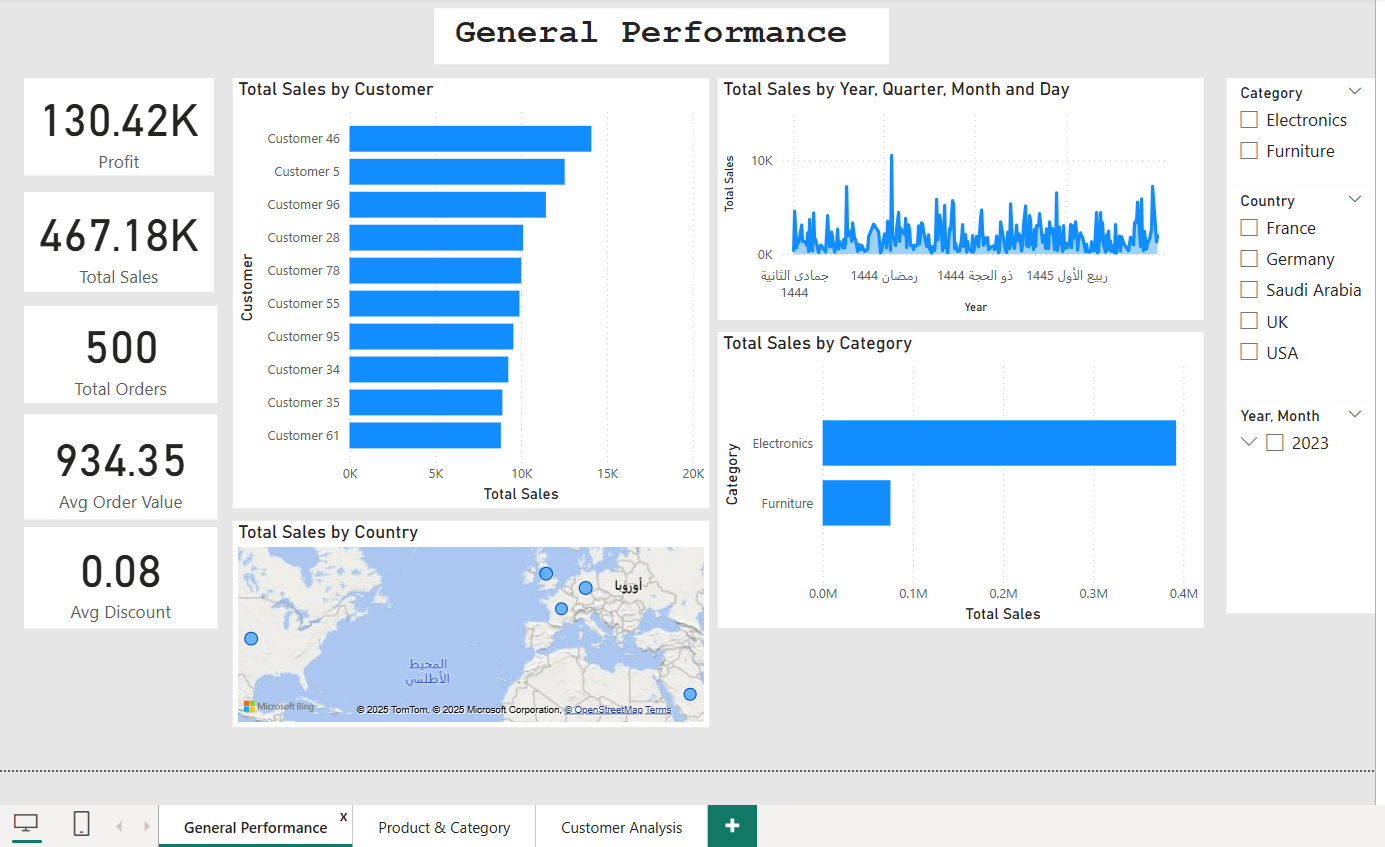 General Performance
130.42K
Profit
467.18K
Total Sales
500
Total Orders
934.35
Avg Order Value
0.08
Avg Discount
Total Sales by Customer
Customer
Customer 46
Customer 5
Customer 96
Customer 28
Customer 78
Customer 55
Customer 95
Customer 34
Customer 35
Customer 61
0K 5K 10K 15K 20K
Total Sales
Total Sales by Country
أوروبا
المحيط
الأطلسي
Microsoft Bing
© 2025 TomTom, © 2025 Microsoft Corporation, © OpenStreetMap Terms
Total Sales by Year, Quarter, Month and Day
Total Sales
10K
0K
جمادى الثانية
1444
رمضان 1444
ذو الحجة 1444
ربيع الأول 1445
Year
Total Sales by Category
Category
Electronics
Furniture
0.0M 0.1M 0.2M 0.3M 0.4M
Total Sales
Category
Electronics
Furniture
Country
France
Germany
Saudi Arabia
UK
USA
Year, Month
2023
General Performance x
Product & Category
Customer Analysis
+